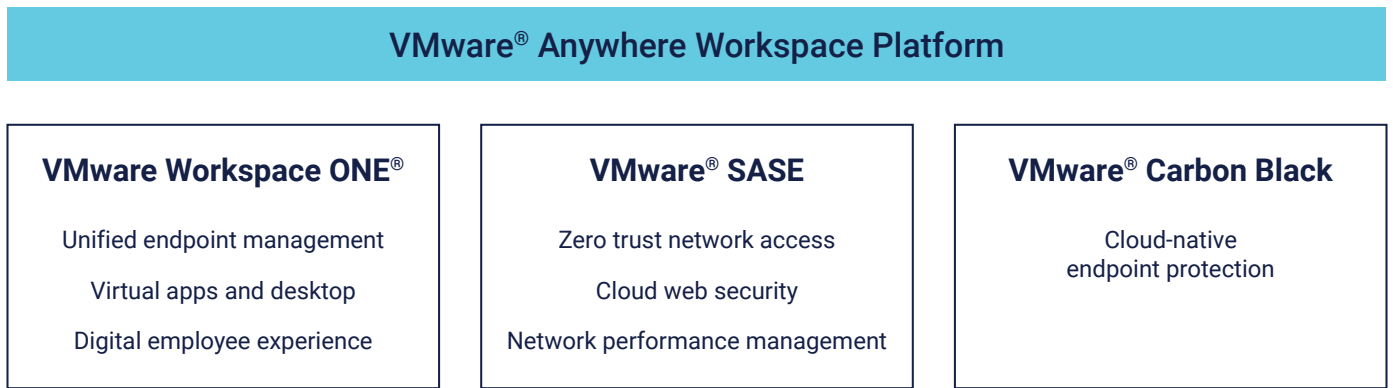 VMware® Anywhere Workspace Platform
VMware Workspace ONE®
Unified endpoint management
Virtual apps and desktop
Digital employee experience
VMware® SASE
Zero trust network access
Cloud web security
Network performance management
VMware® Carbon Black
Cloud-native
endpoint protection